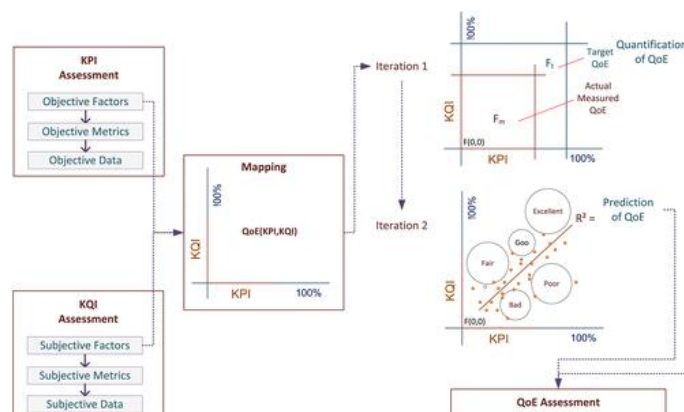 KPI
Assessment
Objective Factors
Objective Metrics
Objective Data
KQI
Assessment
Subjective Factors
Subjective Metrics
Subjective Data
Mapping
100%
KQI
QoE(KPI,KQI)
KPI
100%
Iteration 1
Iteration 2
100%
KQI
Ft
Target
QoE
Quantification
of QoE
Fm
Actual
Measured
QoE
F(0,0)
KPI
100%
100%
KQI
Excellent
Goo
Fair
Poor
Bad
R² =
Prediction
of QoE
F(0,0)
KPI
100%
QoE Assessment